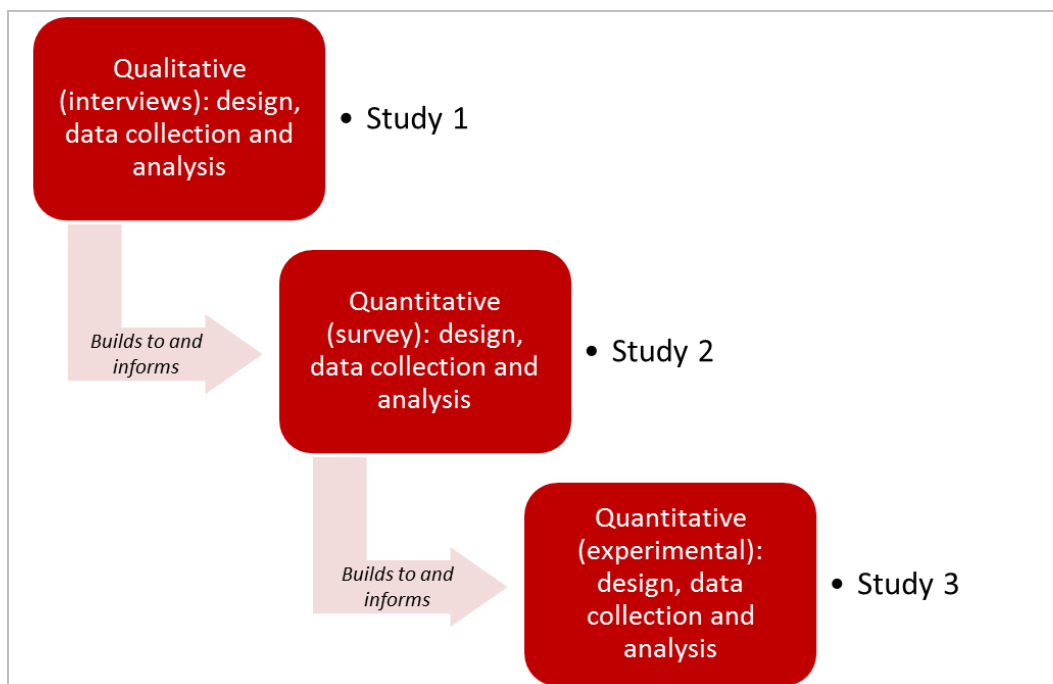 Qualitative
(interviews): design,
data collection and
analysis
• Study 1
Builds to and
informs
Quantitative
(survey): design,
data collection and
analysis
• Study 2
Builds to and
informs
Quantitative
(experimental):
design, data
collection and
analysis
• Study 3